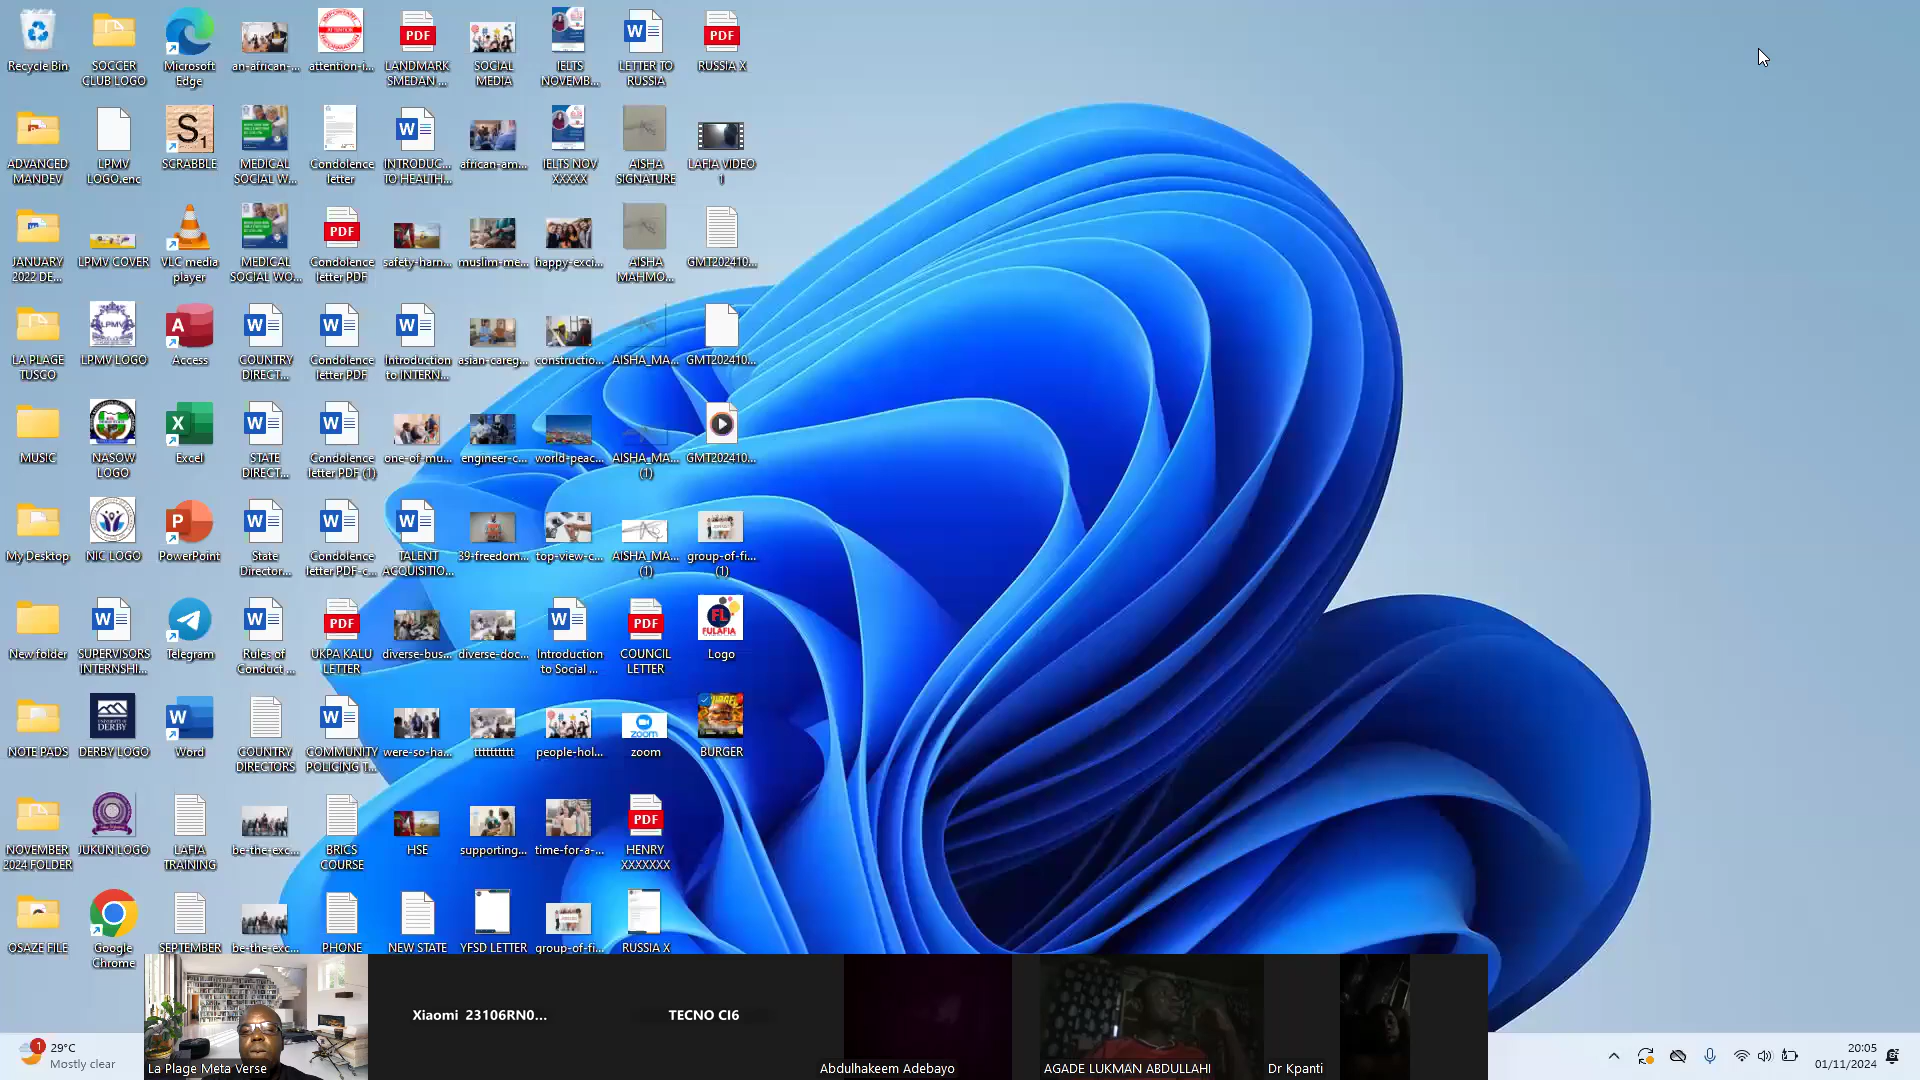 Recycle Bin
SOCCER
CLUB LOGO
Microsoft
Edge
an-african-...
attention-i...
LANDMARK
SMEDAN ...
SOCIAL
MEDIA
IELTS
NOVEMB...
LETTER TO
RUSSIA
RUSSIA X
ADVANCED
MANDEV
LPMV
LOGO.enc
SCRABBLE
MEDICAL
SOCIAL W...
Condolence
letter
INTRODUC...
TO HEALTH...
african-am...
IELTS NOV
XXXXX
AISHA
SIGNATURE
LAFIA VIDEO
1
JANUARY
2022 DE...
LPMV COVER
VLC media
player
MEDICAL
SOCIAL WO...
Condolence
letter PDF
safety-harn...
muslim-me...
happy-exci...
AISHA
MAHMO...
GMT202410...
LA PLAGE
TUSCO
LPMV LOGO
Access
COUNTRY
DIRECT...
Condolence
letter PDF
Introduction
to INTERN...
asian-careg...
constructio...
AISHA_MA...
GMT202410...
MUSIC
NASOW
LOGO
Excel
STATE
DIRECT...
Condolence
letter PDF (1)
one-of-mu...
engineer-c...
world-peac...
AISHA_MA...
(1)
GMT202410...
My Desktop
NIC LOGO
PowerPoint
State
Director...
Condolence
letter PDF-c...
TALENT
ACQUISITIO...
39-freedom...
top-view-c...
AISHA_MA...
(1)
group-of-fi...
(1)
New folder
SUPERVISORS
INTERNSHI...
Telegram
Rules of
Conduct ...
UKPA KALU
LETTER
diverse-bus...
diverse-doc...
Introduction
to Social ...
COUNCIL
LETTER
Logo
NOTE PADS
DERBY LOGO
Word
COUNTRY
DIRECTORS
COMMUNITY
POLICING T...
were-so-ha...
tttttttttt
people-hol...
zoom
BURGER
NOVEMBER
2024 FOLDER
JUKUN LOGO
LAFIA
TRAINING
be-the-exc...
BRICS
COURSE
HSE
supporting...
time-for-a-...
HENRY
XXXXXXX
OSAZE FILE
Google
Chrome
SEPTEMBER
be-the-exc...
PHONE
NEW STATE
YFSD LETTER
group-of-fi...
RUSSIA X
Xiaomi 23106RN0...
TECNO CI6
La Plage Meta Verse
Abdulhakeem Adebayo
AGADE LUKMAN ABDULLAHI
Dr Kpanti
1
29°C
Mostly clear
20:05
01/11/2024